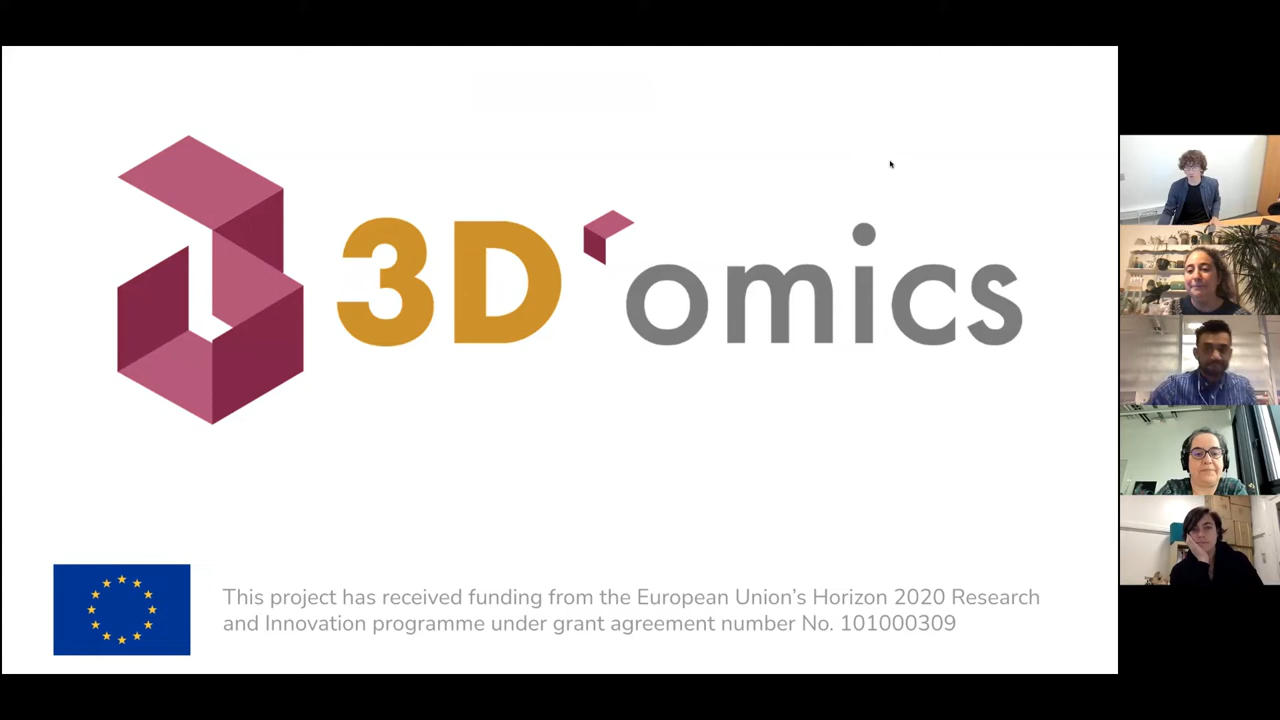 3D'omics
This project has received funding from the European Union's Horizon 2020 Research
and Innovation programme under grant agreement number No. 101000309